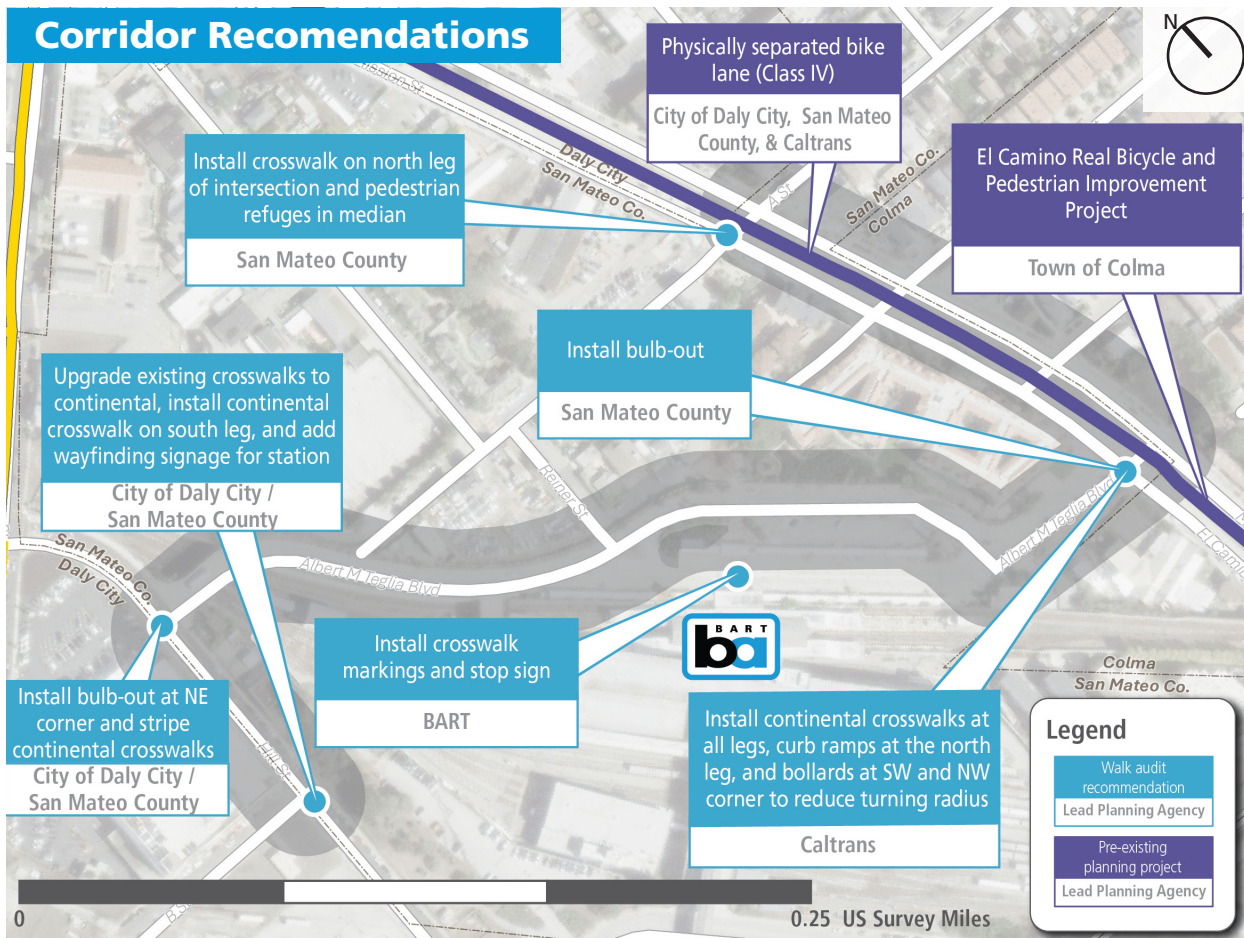 Corridor Recomendations
N
Physically separated bike
lane (Class IV)
City of Daly City, San Mateo
County, & Caltrans
El Camino Real Bicycle and
Pedestrian Improvement
Project
Town of Colma
Install crosswalk on north leg
of intersection and pedestrian
refuges in median
San Mateo County
Daly City
San Mateo Co.
A St
San Mateo Co.
Colma
Install bulb-out
San Mateo County
Upgrade existing crosswalks to
continental, install continental
crosswalk on south leg, and add
wayfinding signage for station
City of Daly City /
San Mateo County
Reiner St
San Mateo Co.
Daly City
Albert M Teglia Blvd
Albert M Teglia Blvd
Install crosswalk
markings and stop sign
BART
BART
ba
Colma
San Mateo Co.
Install bulb-out at NE
corner and stripe
continental crosswalks
City of Daly City /
San Mateo County
Hill St
Install continental crosswalks at
all legs, curb ramps at the north
leg, and bollards at SW and NW
corner to reduce turning radius
Caltrans
Legend
Walk audit
recommendation
Lead Planning Agency
Pre-existing
planning project
Lead Planning Agency
B St
0
0.25 US Survey Miles